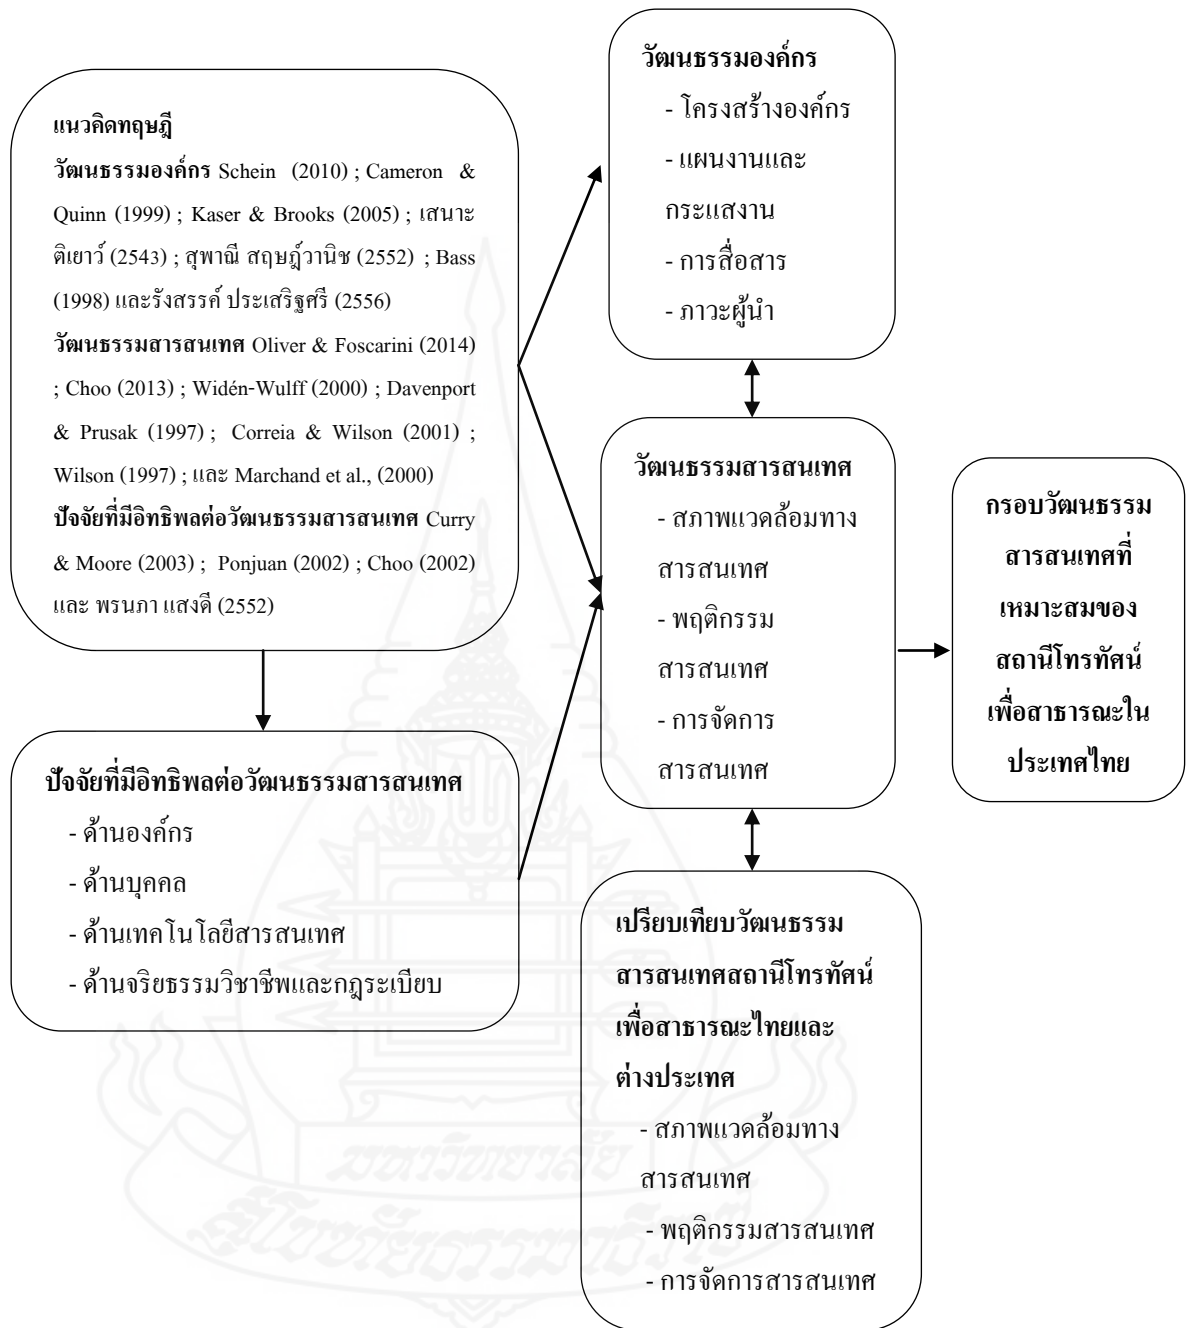 แนวคิดทฤษฎี
วัฒนธรรมองค์กร Schein (2010) ; Cameron &
Quinn (1999) ; Kaser & Brooks (2005) ; เสนาะ
ติเยาว์ (2543) ; สุพาณี สฤษฎ์วานิช (2552) ; Bass
(1998) และรังสรรค์ ประเสริฐศรี (2556)
วัฒนธรรมสารสนเทศ Oliver & Foscarini (2014)
; Choo (2013) ; Widén-Wulff (2000) ; Davenport
& Prusak (1997) ; Correia & Wilson (2001) ;
Wilson (1997) ; และ Marchand et al., (2000)
ปัจจัยที่มีอิทธิพลต่อวัฒนธรรมสารสนเทศ Curry
& Moore (2003) ; Ponjuan (2002) ; Choo (2002)
และ พรนภา แสงดี (2552)
ปัจจัยที่มีอิทธิพลต่อวัฒนธรรมสารสนเทศ
- ด้านองค์กร
- ด้านบุคคล
- ด้านเทคโนโลยีสารสนเทศ
- ด้านจริยธรรมวิชาชีพและกฎระเบียบ
วัฒนธรรมองค์กร
- โครงสร้างองค์กร
- แผนงานและ
กระแสงาน
- การสื่อสาร
- ภาวะผู้นำ
วัฒนธรรมสารสนเทศ
- สภาพแวดล้อมทาง
สารสนเทศ
- พฤติกรรม
สารสนเทศ
- การจัดการ
สารสนเทศ
เปรียบเทียบวัฒนธรรม
สารสนเทศสถานีโทรทัศน์
เพื่อสาธารณะไทยและ
ต่างประเทศ
- สภาพแวดล้อมทาง
สารสนเทศ
- พฤติกรรมสารสนเทศ
- การจัดการสารสนเทศ
กรอบวัฒนธรรม
สารสนเทศที่
เหมาะสมของ
สถานีโทรทัศน์
เพื่อสาธารณะใน
ประเทศไทย
มหาวิทยาลัย
สุโขทัยธรรมาธิราช